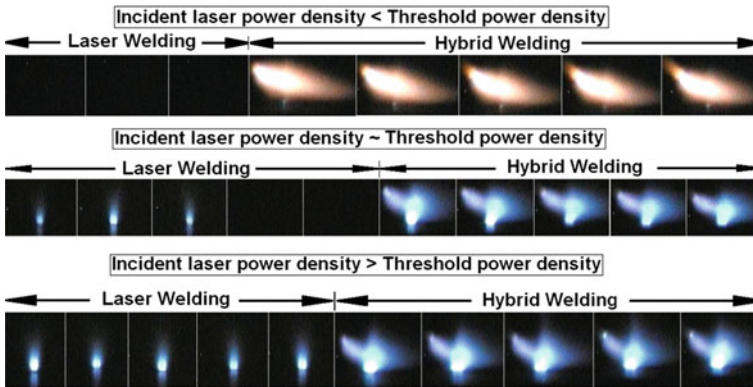 Incident laser power density < Threshold power density
Laser Welding Hybrid Welding
Incident laser power density ~ Threshold power density
Laser Welding Hybrid Welding
Incident laser power density > Threshold power density
Laser Welding Hybrid Welding